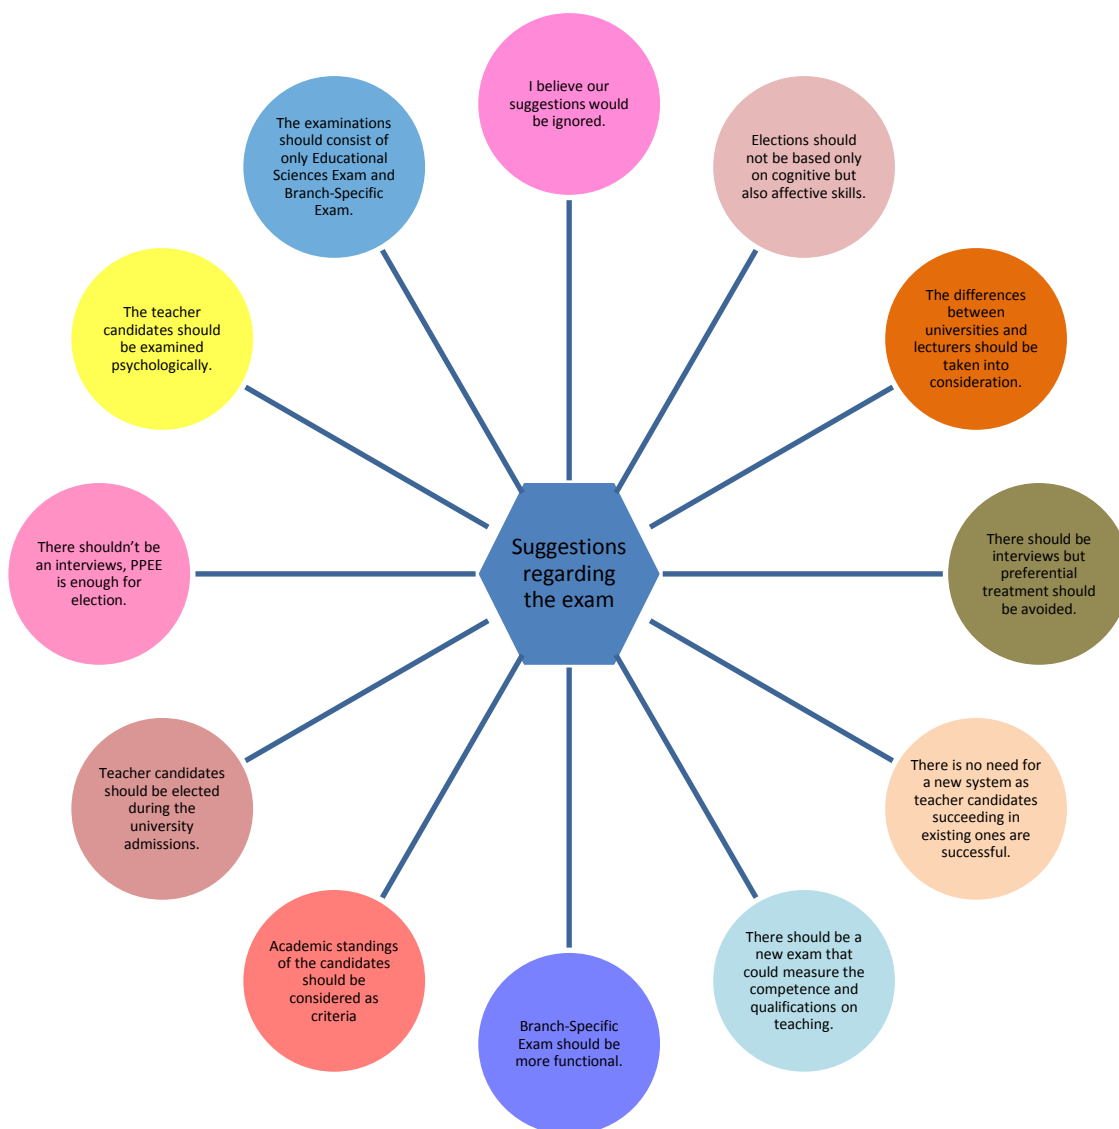 I believe our
suggestions would
be ignored.
Elections should
not be based only
on cognitive but
also affective skills.
The differences
between
universities and
lecturers should be
taken into
consideration.
There should be
interviews but
preferential
treatment should
be avoided.
There is no need for
a new system as
teacher candidates
succeeding in
existing ones are
successful.
There should be a
new exam that
could measure the
competence and
qualifications on
teaching.
Branch-Specific
Exam should be
more functional.
Academic standings
of the candidates
should be
considered as
criteria
Teacher candidates
should be elected
during the
university
admissions.
There shouldn't be
an interviews, PPEE
is enough for
election.
The teacher
candidates should
be examined
psychologically.
The examinations
should consist of
only Educational
Sciences Exam and
Branch-Specific
Exam.
Suggestions
regarding
the exam